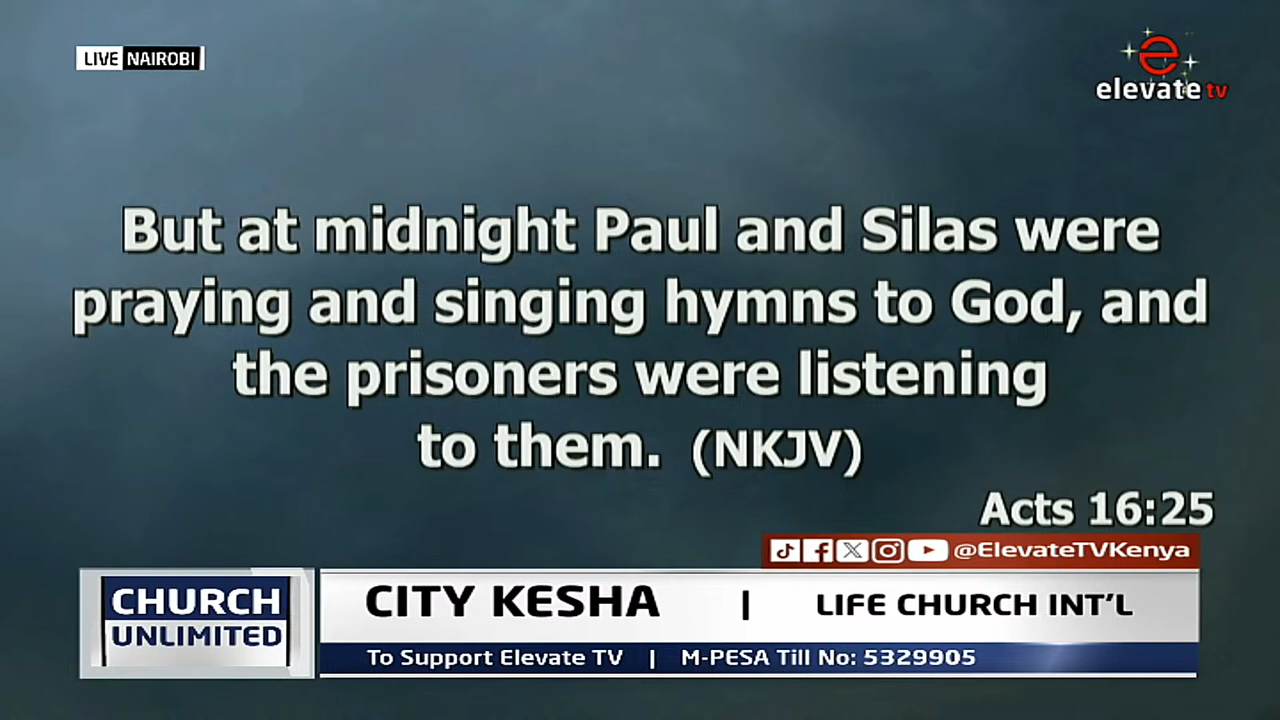 LIVE NAIROBI
e
elevate tv
But at midnight Paul and Silas were
praying and singing hymns to God, and
the prisoners were listening
to them. (NKJV)
Acts 16:25
@ElevateTVKenya
CHURCH
UNLIMITED
CITY KESHA | LIFE CHURCH INT'L
To Support Elevate TV | M-PESA Till No: 5329905